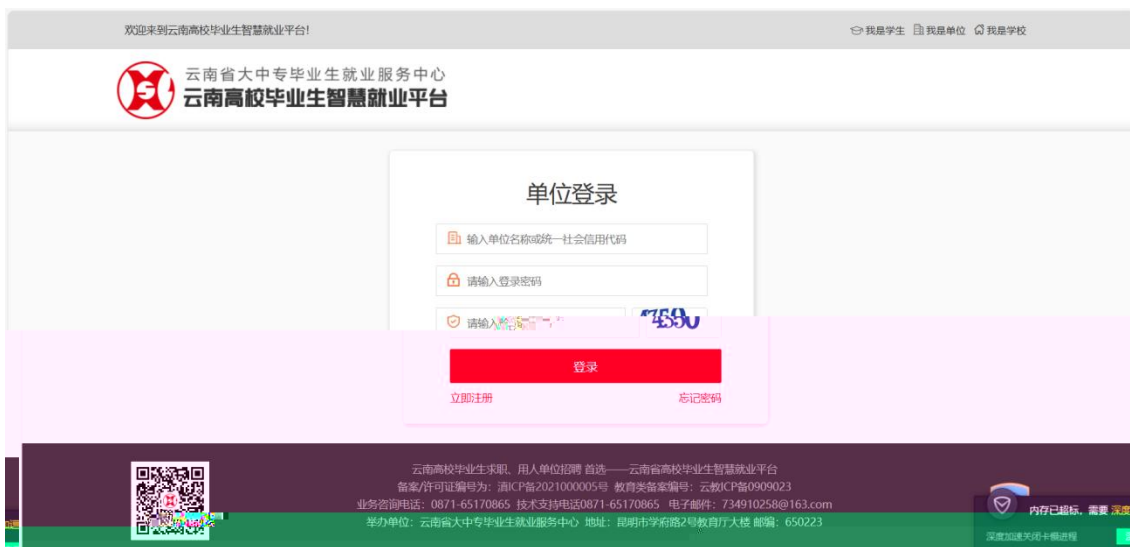 欢迎来到云南高校毕业生智慧就业平台!
我是学生 我是单位 我是学校
云南省大中专毕业生就业服务中心
云南高校毕业生智慧就业平台
单位登录
输入单位名称或统一社会信用代码
请输入登录密码
请输入
登录
立即注册 忘记密码
云南高校毕业生求职、用人单位招聘 首选——云南省高校毕业生智慧就业平台
备案/许可证编号为：滇ICP备2021000005号 教育类备案编号：云教ICP备0909023
业务咨询电话：0871-65170865 技术支持电话0871-65170865 电子邮件：734910258@163.com
举办单位：云南省大中专毕业生就业服务中心 地址：昆明市学府路2号教育厅大楼 邮编：650223
内存已超标，需要 深度
深度加速关闭卡慢进程